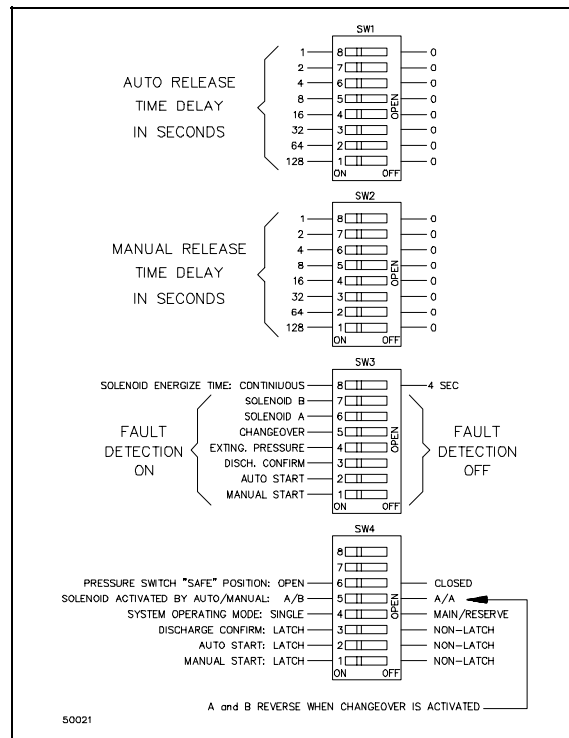 SW1
1 8 0
2 7 0
4 6 0
8 5 0
16 4 0
32 3 0
64 2 0
128 1 0
OPEN
ON OFF
AUTO RELEASE
TIME DELAY
IN SECONDS
SW2
1 8 0
2 7 0
4 6 0
8 5 0
16 4 0
32 3 0
64 2 0
128 1 0
OPEN
ON OFF
MANUAL RELEASE
TIME DELAY
IN SECONDS
SW3
SOLENOID ENERGIZE TIME: CONTINUOUS 8 4 SEC
SOLENOID B 7
SOLENOID A 6
CHANGEOVER 5
EXTING. PRESSURE 4
DISCH. CONFIRM 3
AUTO START 2
MANUAL START 1
OPEN
ON OFF
FAULT
DETECTION
ON
FAULT
DETECTION
OFF
SW4
8
7
PRESSURE SWITCH "SAFE" POSITION: OPEN 6 CLOSED
SOLENOID ACTIVATED BY AUTO/MANUAL: A/B 5 A/A
SYSTEM OPERATING MODE: SINGLE 4 MAIN/RESERVE
DISCHARGE CONFIRM: LATCH 3 NON-LATCH
AUTO START: LATCH 2 NON-LATCH
MANUAL START: LATCH 1 NON-LATCH
OPEN
ON OFF
A and B REVERSE WHEN CHANGEOVER IS ACTIVATED
50021